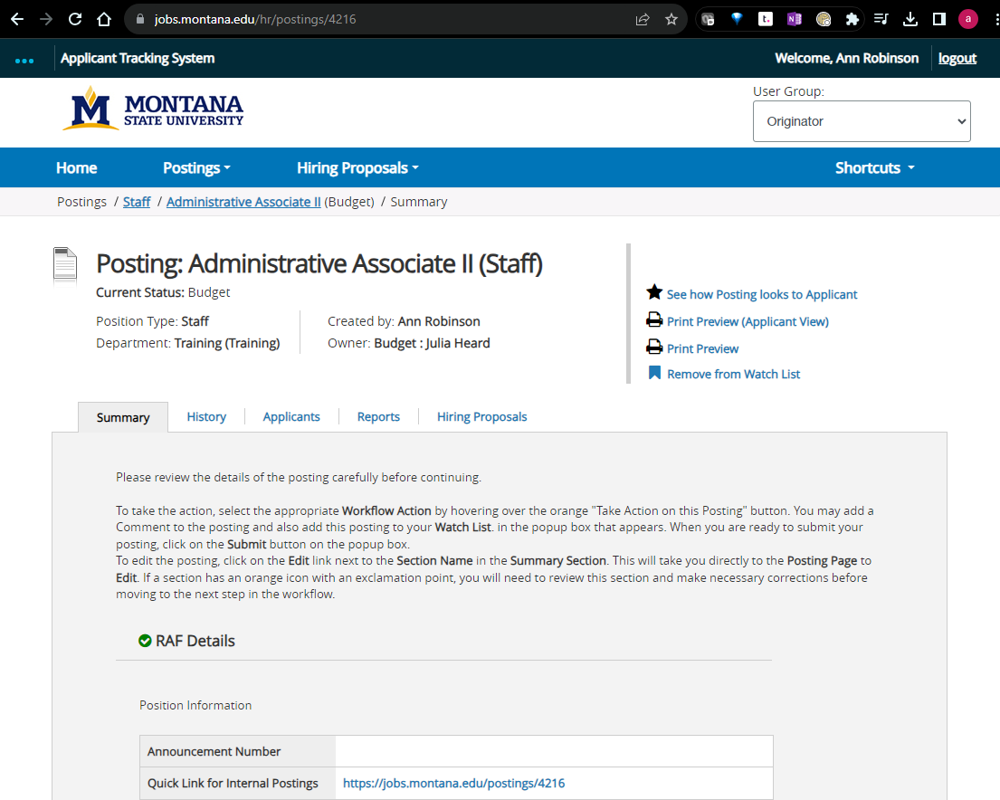 jobs.montana.edu/hr/postings/4216
t.
N
a
Applicant Tracking System
Welcome, Ann Robinson
logout
M MONTANA
STATE UNIVERSITY
User Group:
Originator
Home
Postings
Hiring Proposals
Shortcuts
Postings / Staff / Administrative Associate II (Budget) / Summary
Posting: Administrative Associate II (Staff)
Current Status: Budget
Position Type: Staff
Department: Training (Training)
Created by: Ann Robinson
Owner: Budget : Julia Heard
See how Posting looks to Applicant
Print Preview (Applicant View)
Print Preview
Remove from Watch List
Summary
History
Applicants
Reports
Hiring Proposals
Please review the details of the posting carefully before continuing.
To take the action, select the appropriate Workflow Action by hovering over the orange "Take Action on this Posting" button. You may add a
Comment to the posting and also add this posting to your Watch List. in the popup box that appears. When you are ready to submit your
posting, click on the Submit button on the popup box.
To edit the posting, click on the Edit link next to the Section Name in the Summary Section. This will take you directly to the Posting Page to
Edit. If a section has an orange icon with an exclamation point, you will need to review this section and make necessary corrections before
moving to the next step in the workflow.
RAF Details
Position Information
Announcement Number
Quick Link for Internal Postings
https://jobs.montana.edu/postings/4216